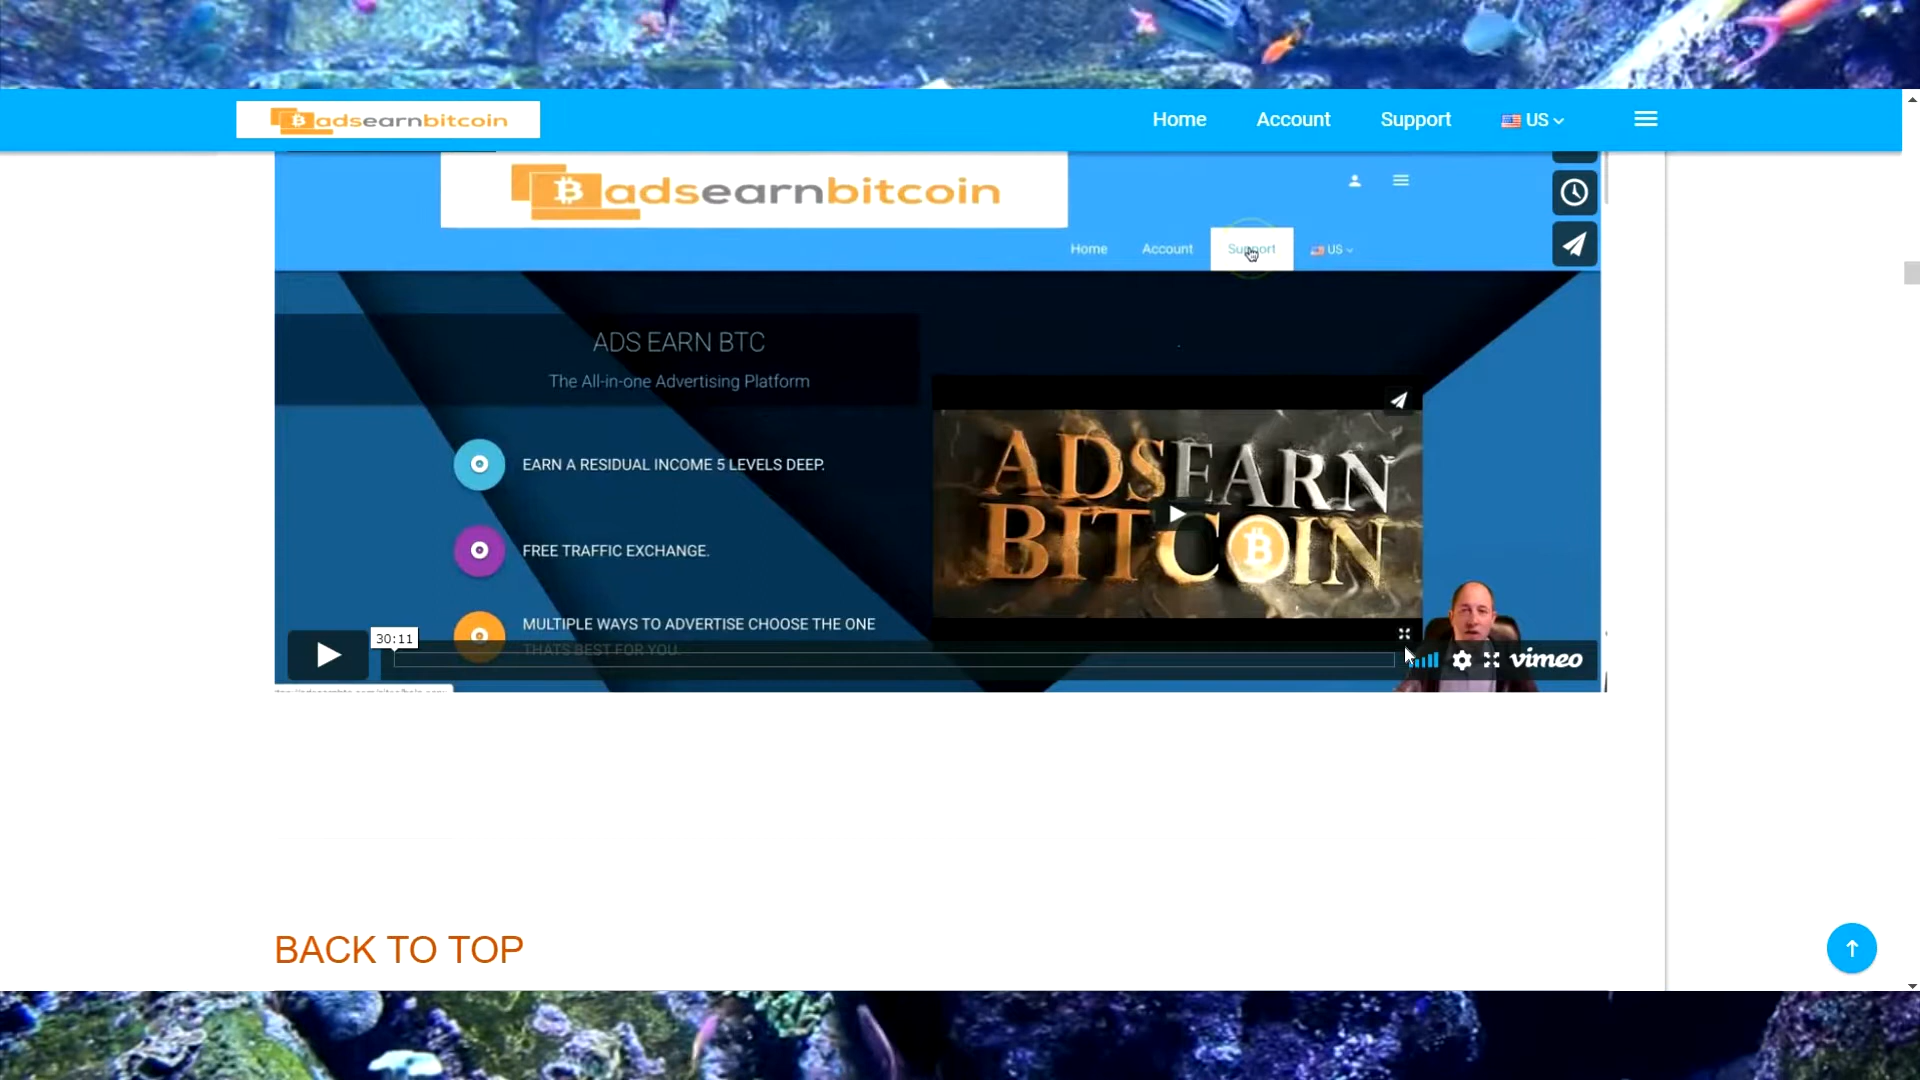 adsearnbitcoin
Home Account Support US
adsearnbitcoin
Home Account Support US
ADS EARN BTC
The All-in-one Advertising Platform
EARN A RESIDUAL INCOME 5 LEVELS DEEP.
FREE TRAFFIC EXCHANGE.
MULTIPLE WAYS TO ADVERTISE CHOOSE THE ONE
THATS BEST FOR YOU.
ADSEARN
BITCOIN
30:11
vimeo
BACK TO TOP